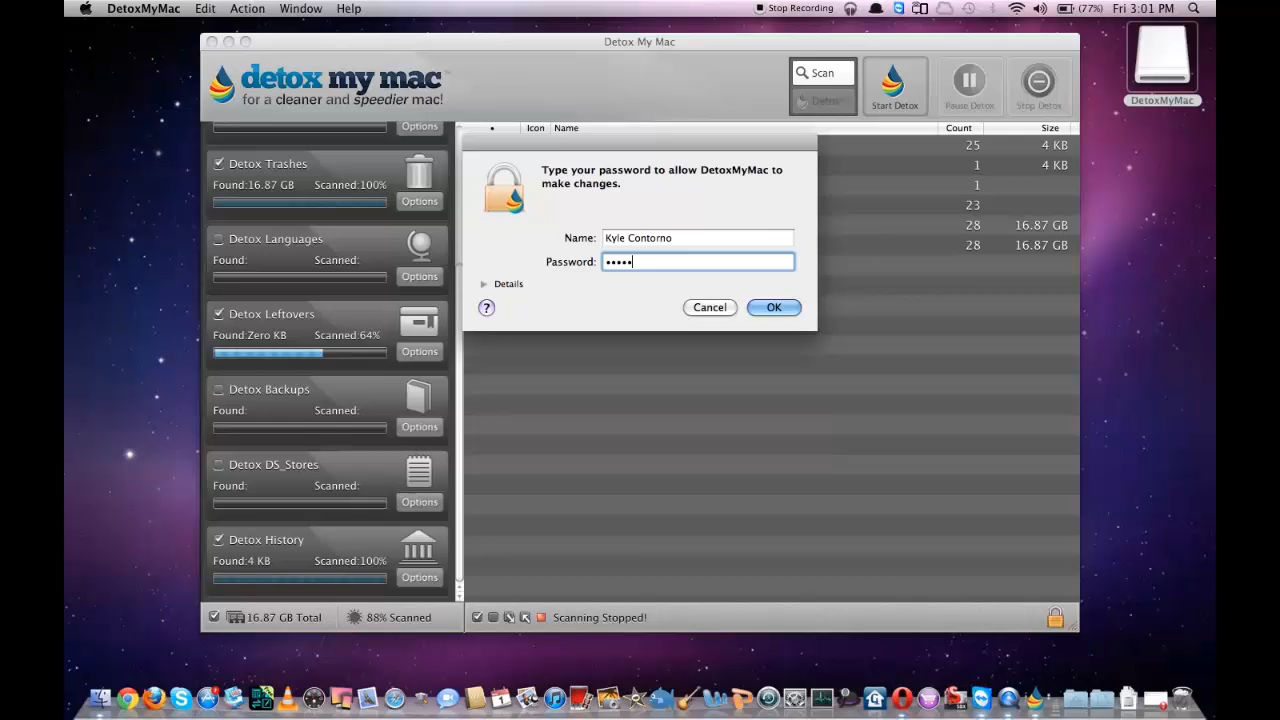 DetoxMyMac Edit Action Window Help Stop Recording (77%) Fri 3:01 PM
Detox My Mac
detox my mac™
for a cleaner and speedier mac!
Scan
Detox
Start Detox
Pause Detox
Stop Detox
DetoxMyMac
Options
• Icon Name Count Size
25 4 KB
1 4 KB
1
23
28 16.87 GB
28 16.87 GB
Detox Trashes
Found:16.87 GB Scanned:100%
Options
Detox Languages
Found: Scanned:
Options
Detox Leftovers
Found:Zero KB Scanned:64%
Options
Detox Backups
Found: Scanned:
Options
Detox DS_Stores
Found: Scanned:
Options
Detox History
Found:4 KB Scanned:100%
Options
Type your password to allow DetoxMyMac to
make changes.
Name: Kyle Contorno
Password: •••••
Details
? Cancel OK
16.87 GB Total 88% Scanned Scanning Stopped!